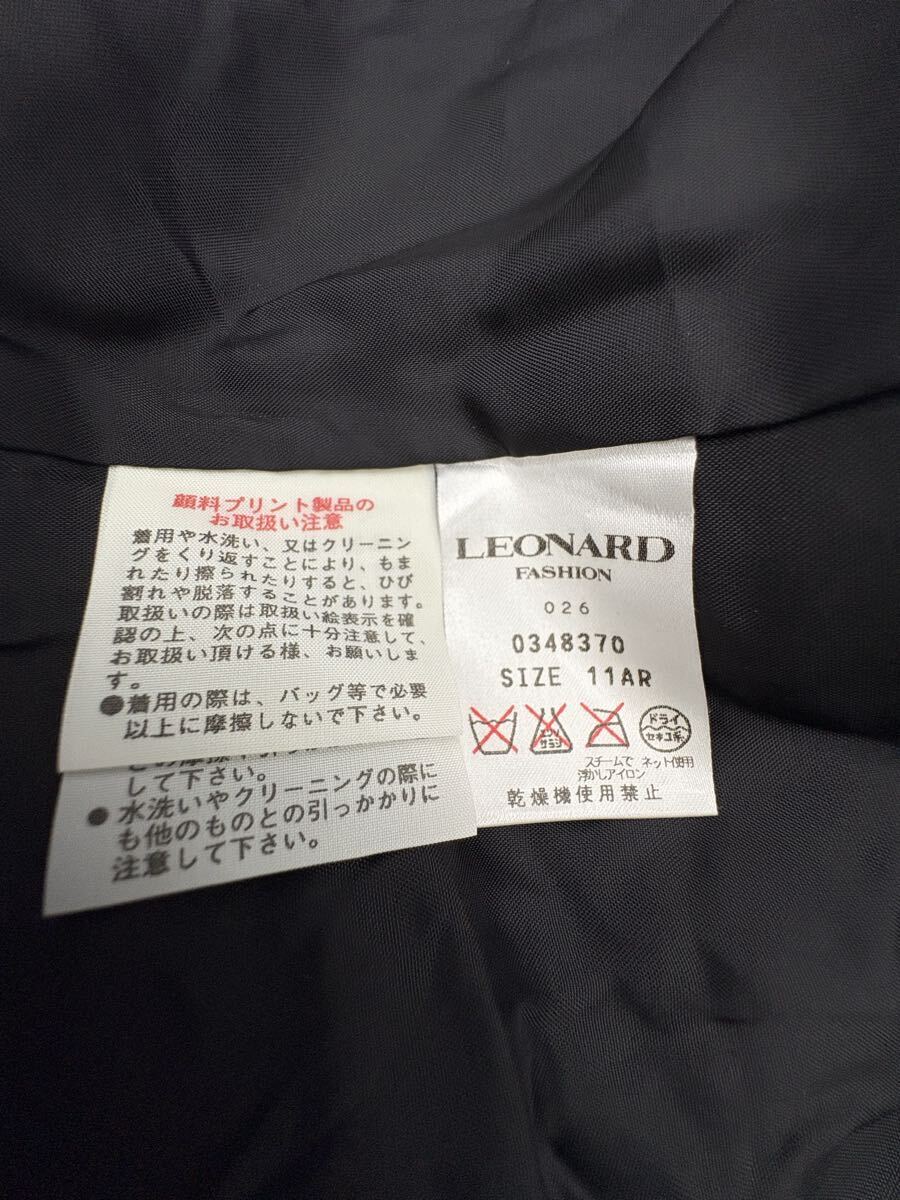 顔料プリント製品の
お取扱い注意
着用や水洗い、又はクリーニン
グをくり返すことにより、もま
れたり擦られたりすると、ひび
割れや脱落することがあります。
取扱いの際は取扱い絵表示を確
認の上、次の点に十分注意して、
お取扱い頂ける様、お願いしま
す。
●着用の際は、バッグ等で必要
以上に摩擦しないで下さい。
して下さい。
●水洗いやクリーニングの際に
も他のものとの引っかかりに
注意して下さい。
LEONARD
FASHION
026
0348370
SIZE 11AR
エンソ
サラシ
ドライ
セキユ系
スチームで ネット使用
浮かしアイロン
乾燥機使用禁止